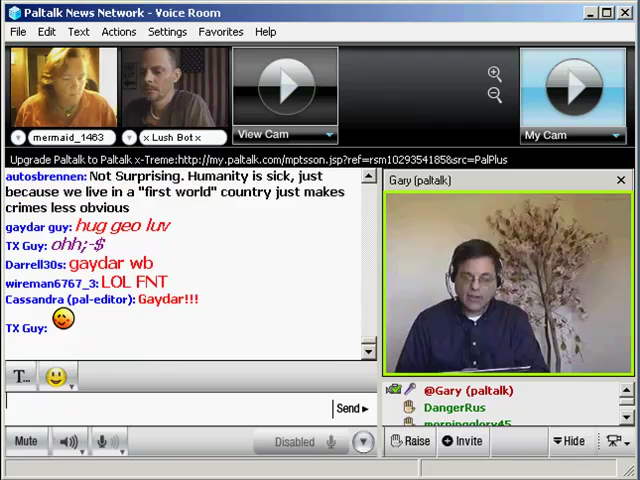 Paltalk News Network - Voice Room
File Edit Text Actions Settings Favorites Help
mermaid_1463
x Lush Bot x
View Cam
My Cam
Upgrade Paltalk to Paltalk x-Treme:http://my.paltalk.com/mptsson.jsp?ref=rsm1029354185&src=PalPlus
autosbrennen: Not Surprising. Humanity is sick, just
because we live in a "first world" country just makes
crimes less obvious
gaydar guy: hug geo luv
TX Guy: ohh;-$
Darrell30s: gaydar wb
wireman6767_3: LOL FNT
Cassandra (pal-editor): Gaydar!!!
TX Guy:
T...
Send
Mute
Disabled
Gary (paltalk)
@Gary (paltalk)
DangerRus
morningglory45
Raise
Invite
Hide